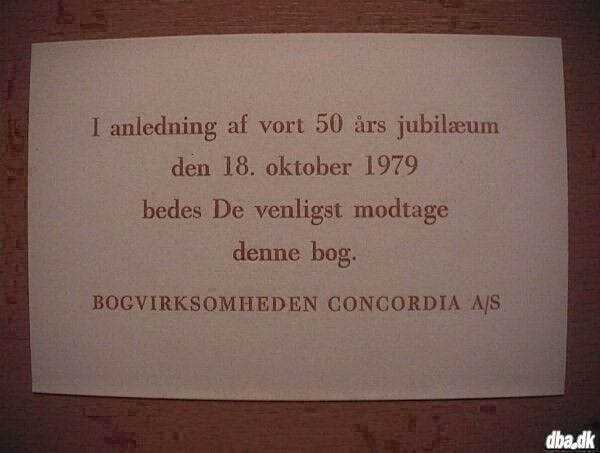 I anledning af vort 50 års jubilæum
den 18. oktober 1979
bedes De venligst modtage
denne bog.
BOGVIRKSOMHEDEN CONCORDIA A/S
dba.dk